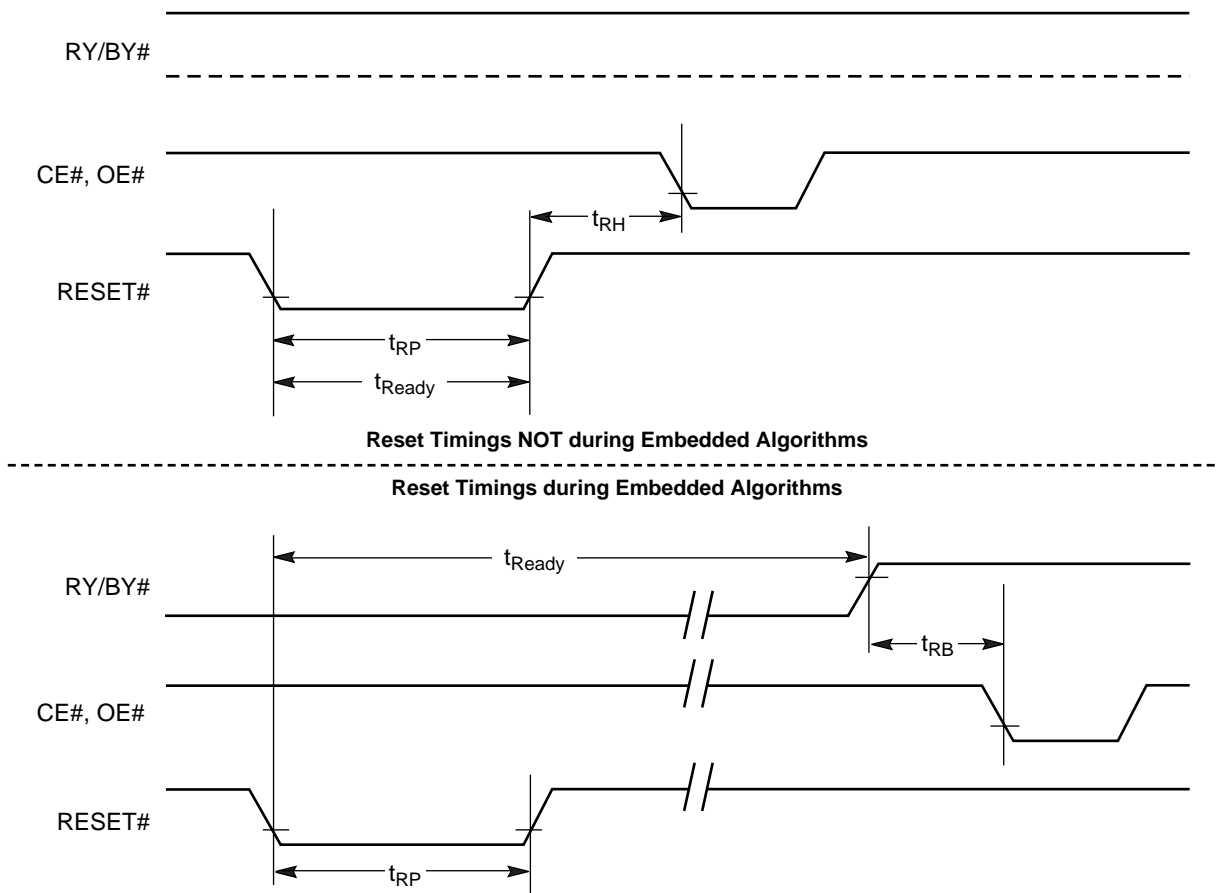 RY/BY#
CE#, OE#
tRH
RESET#
tRP
tReady
Reset Timings NOT during Embedded Algorithms
Reset Timings during Embedded Algorithms
tReady
RY/BY#
tRB
CE#, OE#
RESET#
tRP